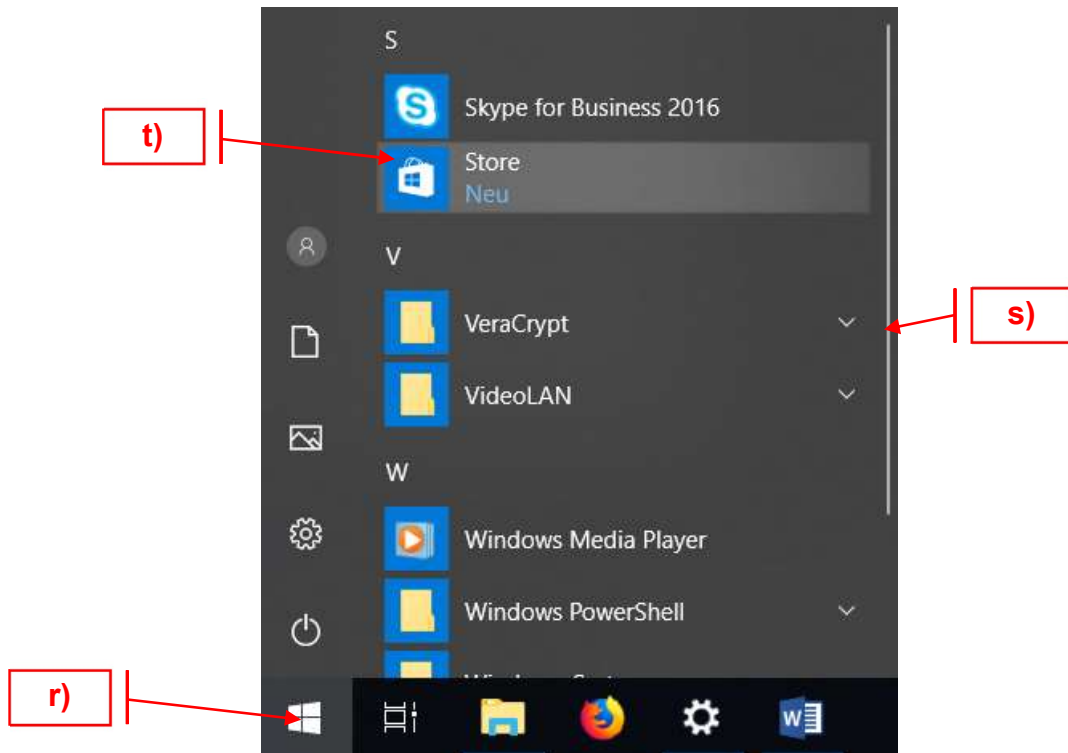 S
Skype for Business 2016
t)
Store
Neu
V
VeraCrypt
s)
VideoLAN
W
Windows Media Player
Windows PowerShell
r)